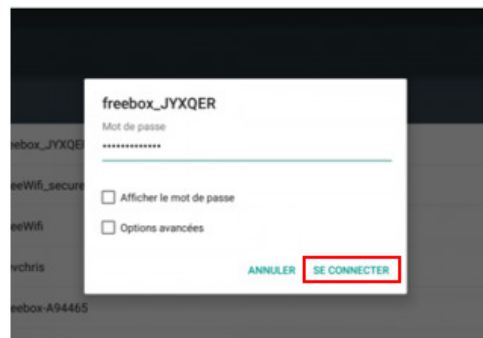 freebox_JYXQER
Mot de passe
•••••••••••••
Afficher le mot de passe
Options avancées
ANNULER SE CONNECTER
eebox_JYXQE
eeWifi_secure
eeWifi
vchris
eebox-A94465